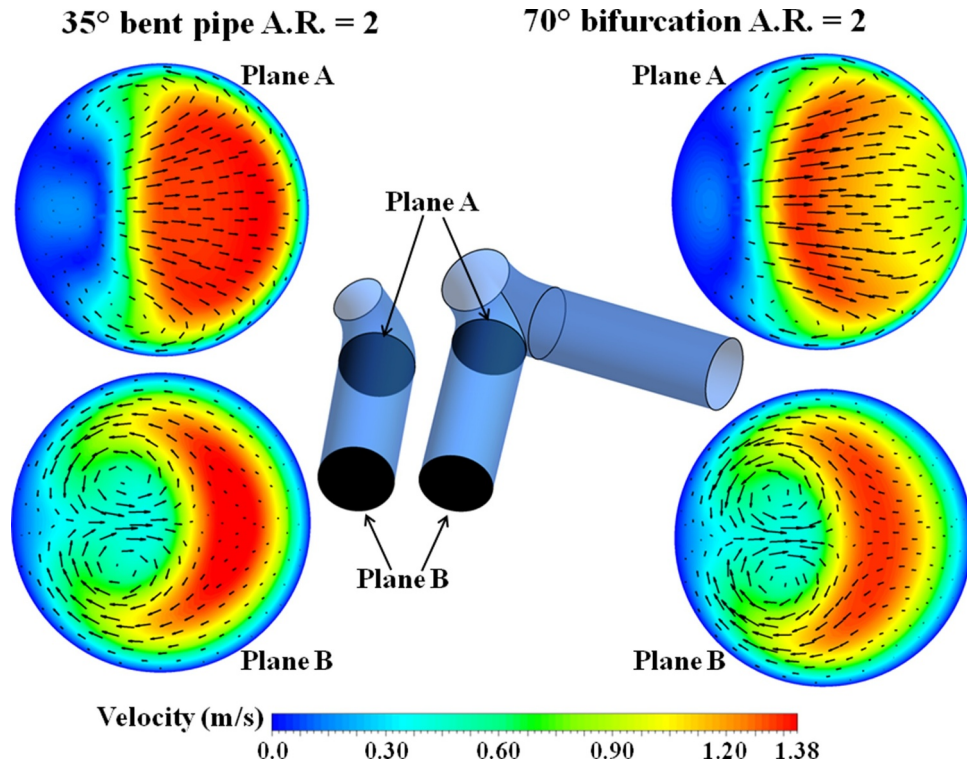 35° bent pipe A.R. = 2
70° bifurcation A.R. = 2
Plane A
Plane A
Plane A
Plane B
Plane B
Plane B
Velocity (m/s)
0.0 0.30 0.60 0.90 1.20 1.38